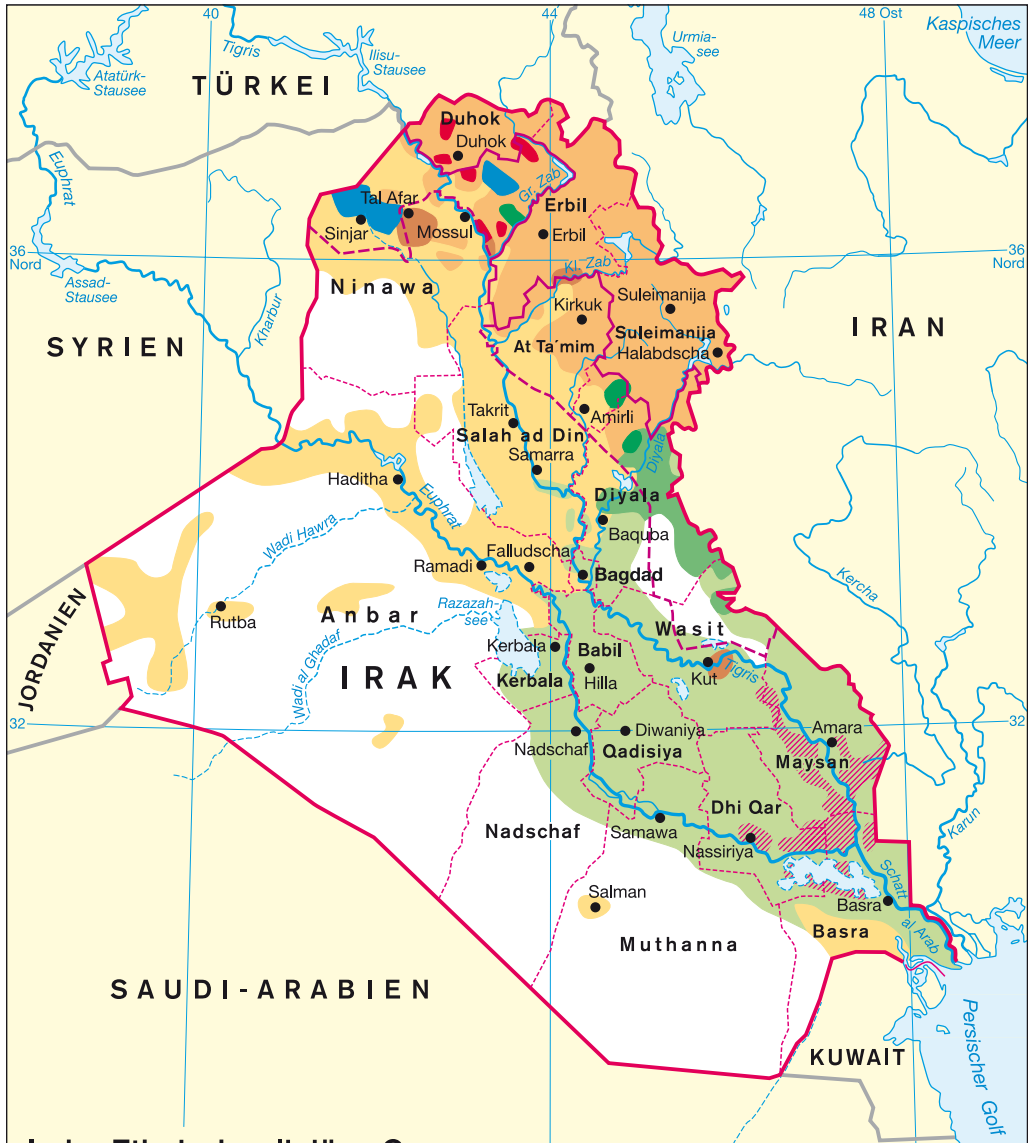 40
44
48 Ost
Kaspisches
Meer
Tigris
Ilisu-
Stausee
Urmia-
see
Atatürk-
Stausee
TÜRKEI
Duhok
Duhok
Euphrat
Gr. Zab
Tal Afar
Erbil
Sinjar
Mossul
Erbil
36
Nord
36
Nord
Kl. Zab
Assad-
Stausee
Ninawa
Kharbur
Kirkuk
Suleimanija
SYRIEN
IRAN
At Ta´mim
Suleimanija
Halabdscha
Takrit
Amirli
Salah ad Din
Samarra
Diyala
Haditha
Euphrat
Diyala
Wadi Hawra
Baquba
Falludscha
Ramadi
Bagdad
Kercha
JORDANIEN
Rutba
Anbar
Razazah-
see
Wasit
Wadi al Ghadaf
Kerbala
Babil
IRAK
Kerbala
Hilla
Kut
Tigris
32
32
Amara
Nadschaf
Diwaniya
Qadisiya
Maysan
Dhi Qar
Nadschaf
Samawa
Nassiriya
Karun
Salman
Schatt
al Arab
Basra
Basra
Muthanna
SAUDI-ARABIEN
Persischer Golf
KUWAIT